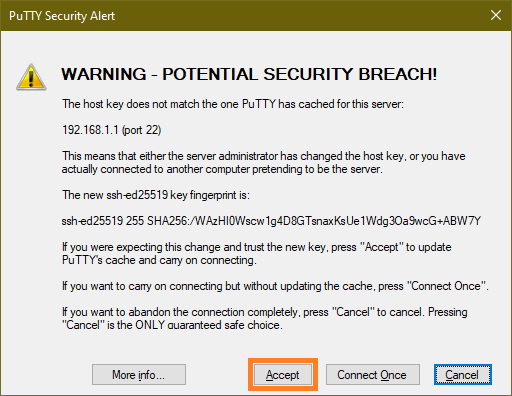 PuTTY Security Alert
WARNING - POTENTIAL SECURITY BREACH!
The host key does not match the one PuTTY has cached for this server:
192.168.1.1 (port 22)
This means that either the server administrator has changed the host key, or you have
actually connected to another computer pretending to be the server.
The new ssh-ed25519 key fingerprint is:
ssh-ed25519 255 SHA256:/WAzHI0Wscw1g4D8GTsnaxKsUe1Wdg3Oa9wcG+ABW7Y
If you were expecting this change and trust the new key, press "Accept" to update
PuTTY's cache and carry on connecting.
If you want to carry on connecting but without updating the cache, press "Connect Once".
If you want to abandon the connection completely, press "Cancel" to cancel. Pressing
"Cancel" is the ONLY guaranteed safe choice.
More info... Accept Connect Once Cancel